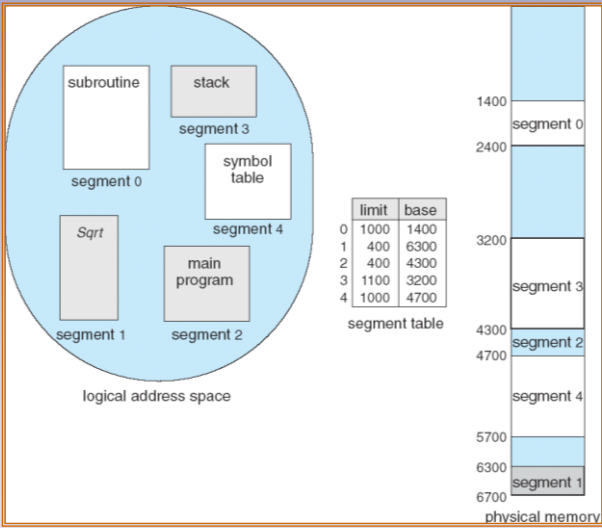 subroutine
segment 0
stack
segment 3
symbol
table
segment 4
Sqrt
segment 1
main
program
segment 2
logical address space
limit base
0 1000 1400
1 400 6300
2 400 4300
3 1100 3200
4 1000 4700
segment table
1400
segment 0
2400
3200
segment 3
4300
segment 2
4700
segment 4
5700
6300
segment 1
6700
physical memory